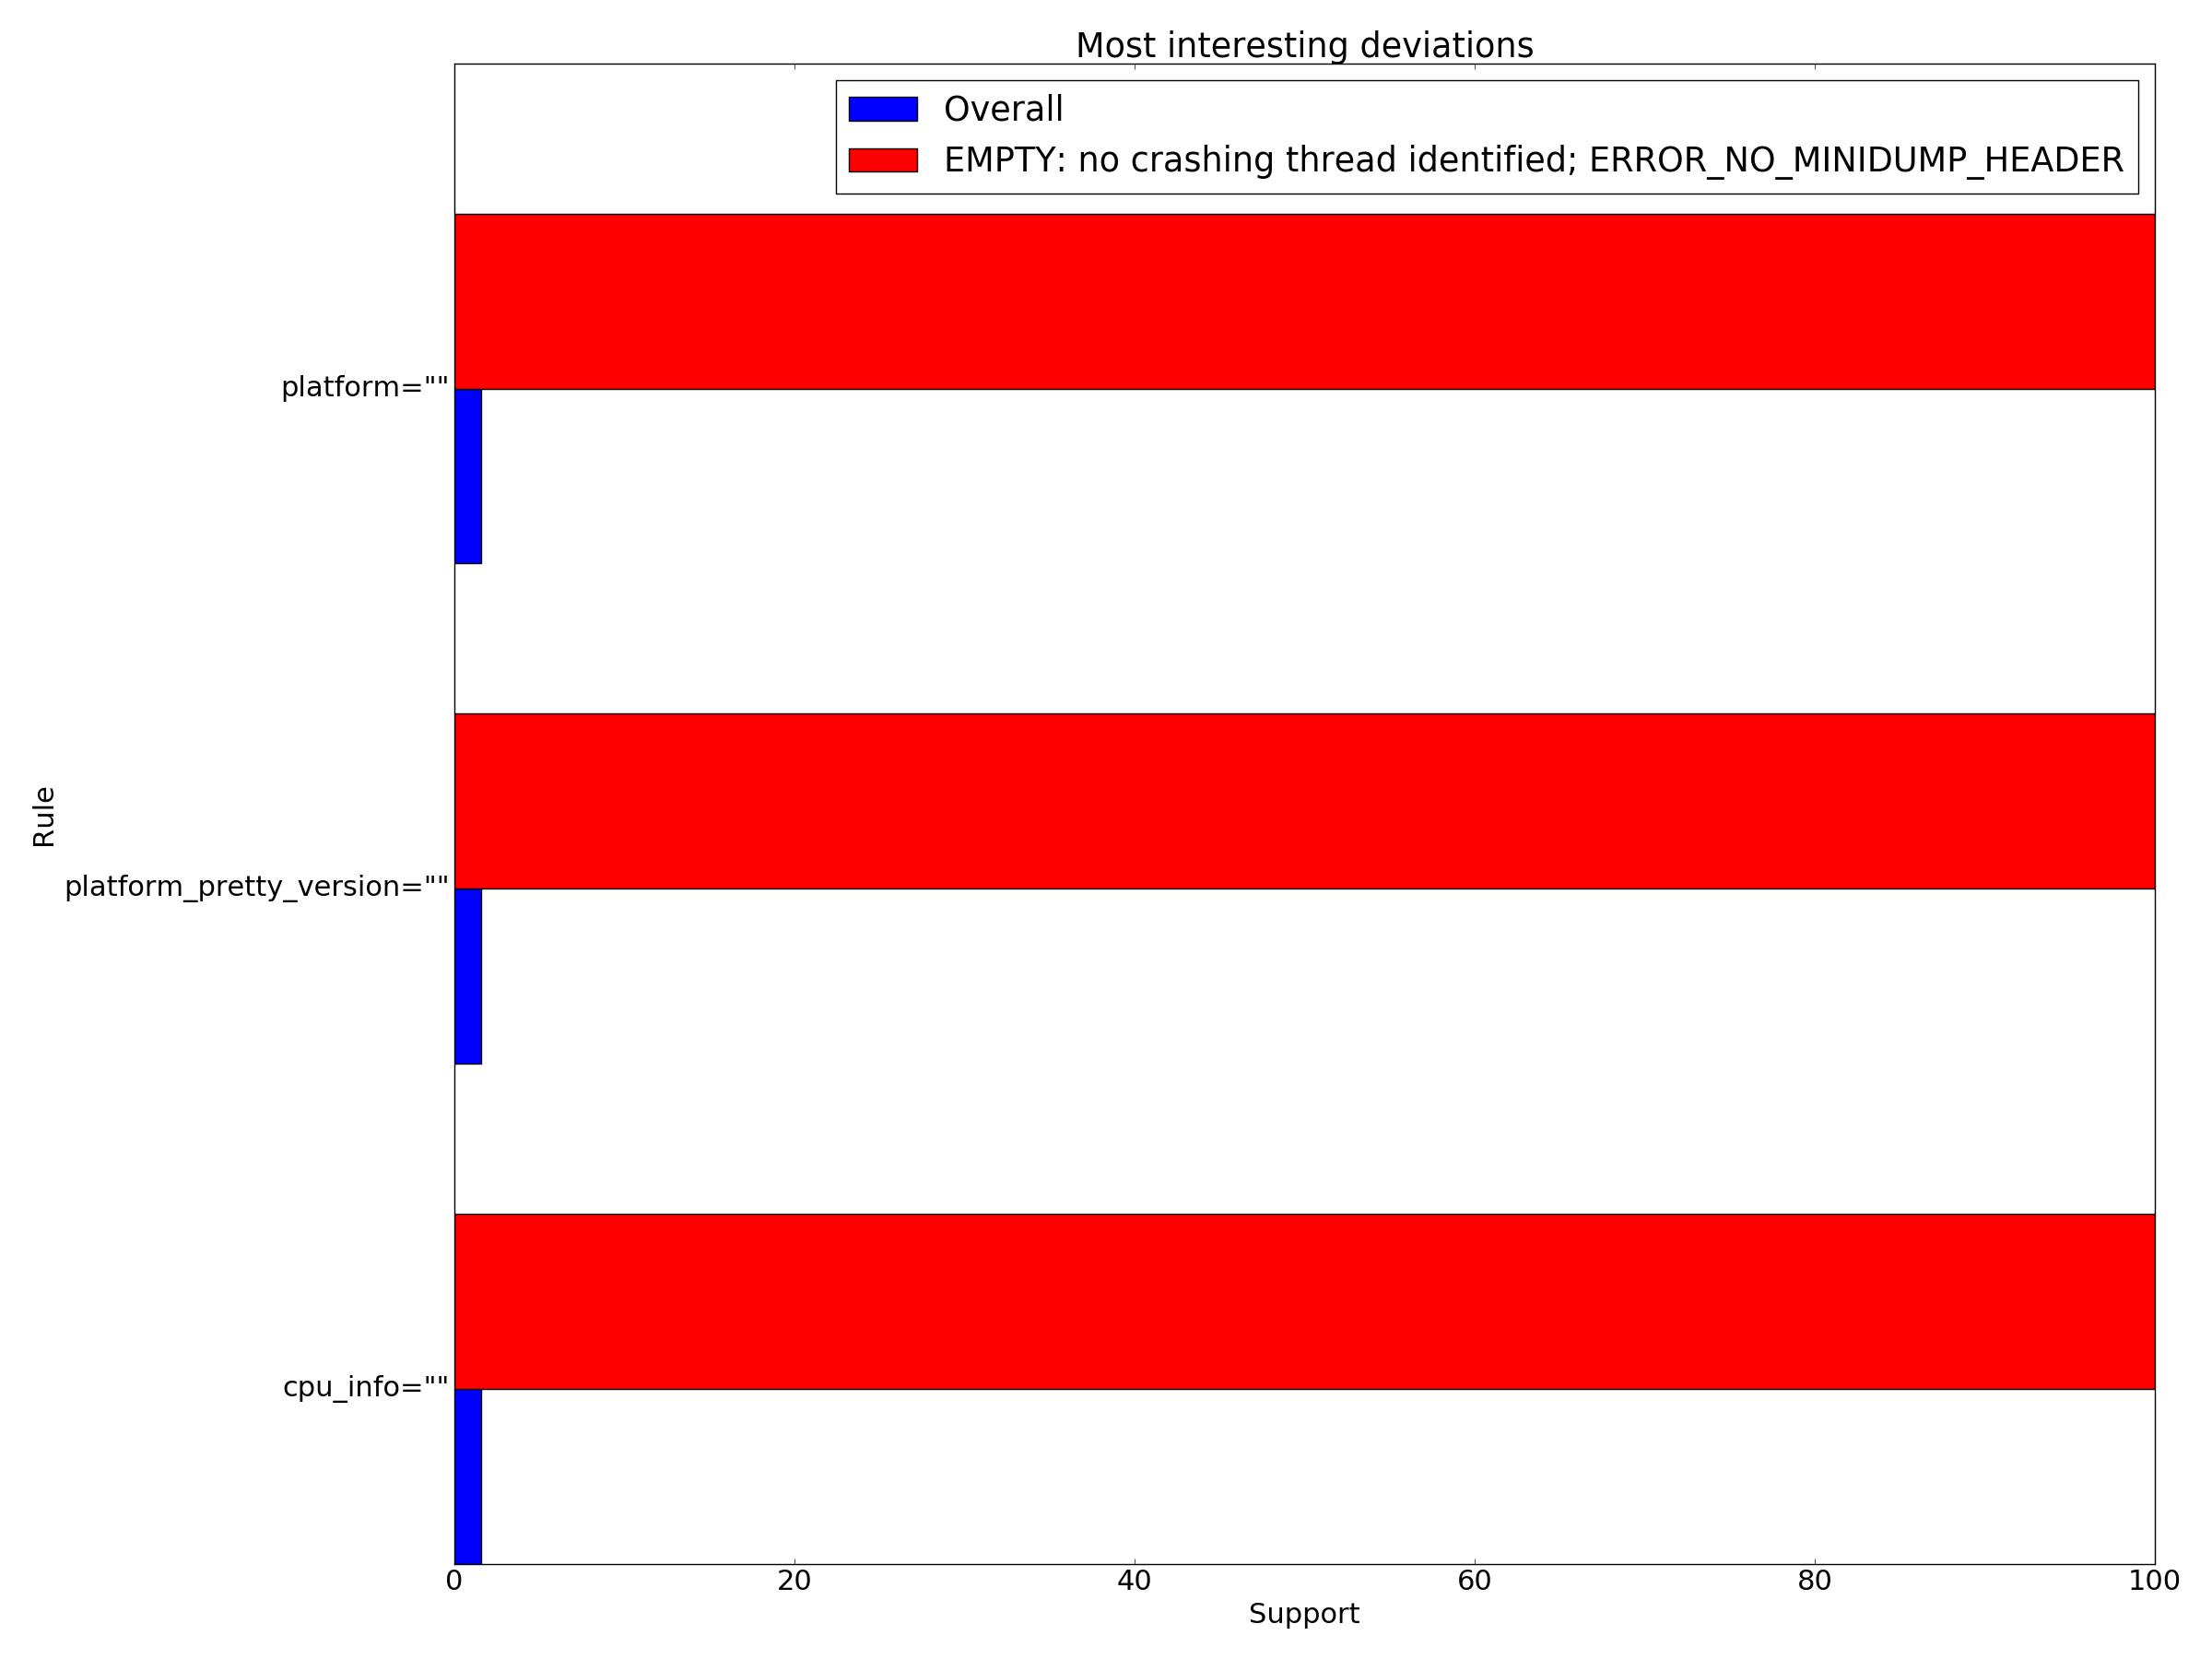 Most interesting deviations
Overall
EMPTY: no crashing thread identified; ERROR_NO_MINIDUMP_HEADER
platform=""
Rule
platform_pretty_version=""
cpu_info=""
0 20 40 60 80 100
Support